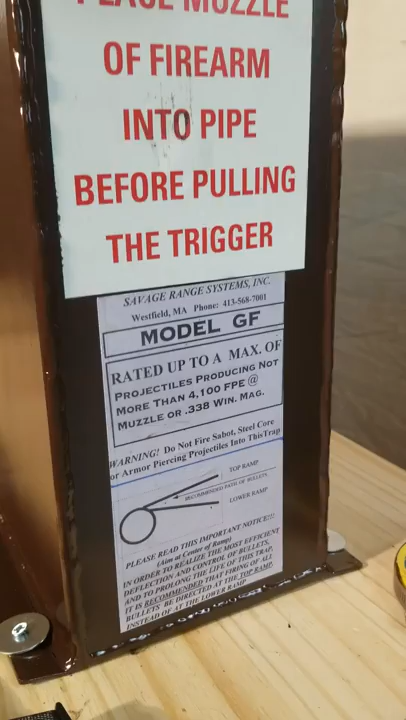 PLACE MUZZLE
OF FIREARM
INTO PIPE
BEFORE PULLING
THE TRIGGER
SAVAGE RANGE SYSTEMS, INC.
Westfield, MA Phone: 413-568-7001
MODEL GF
RATED UP TO A MAX. OF
PROJECTILES PRODUCING NOT
MORE THAN 4,100 FPE @
MUZZLE OR .338 WIN. MAG.
WARNING! Do Not Fire Sabot, Steel Core
or Armor Piercing Projectiles Into This Trap
TOP RAMP
RECOMMENDED PATH OF BULLETS
LOWER RAMP
PLEASE READ THIS IMPORTANT NOTICE!!!
(Aim at Center of Ramp)
IN ORDER TO REALIZE THE MOST EFFICIENT
DEFLECTION AND CONTROL OF BULLETS,
AND TO PROLONG THE LIFE OF THIS TRAP,
IT IS RECOMMENDED THAT FIRING OF ALL
BULLETS BE DIRECTED AT THE TOP RAMP
INSTEAD OF AT THE LOWER RAMP